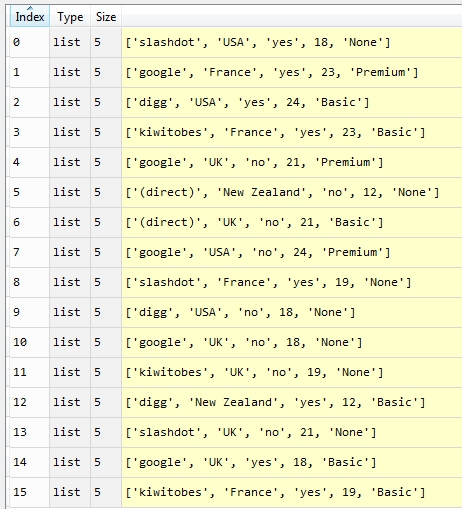 Index Type Size
0 list 5 ['slashdot', 'USA', 'yes', 18, 'None']
1 list 5 ['google', 'France', 'yes', 23, 'Premium']
2 list 5 ['digg', 'USA', 'yes', 24, 'Basic']
3 list 5 ['kiwitobes', 'France', 'yes', 23, 'Basic']
4 list 5 ['google', 'UK', 'no', 21, 'Premium']
5 list 5 ['(direct)', 'New Zealand', 'no', 12, 'None']
6 list 5 ['(direct)', 'UK', 'no', 21, 'Basic']
7 list 5 ['google', 'USA', 'no', 24, 'Premium']
8 list 5 ['slashdot', 'France', 'yes', 19, 'None']
9 list 5 ['digg', 'USA', 'no', 18, 'None']
10 list 5 ['google', 'UK', 'no', 18, 'None']
11 list 5 ['kiwitobes', 'UK', 'no', 19, 'None']
12 list 5 ['digg', 'New Zealand', 'yes', 12, 'Basic']
13 list 5 ['slashdot', 'UK', 'no', 21, 'None']
14 list 5 ['google', 'UK', 'yes', 18, 'Basic']
15 list 5 ['kiwitobes', 'France', 'yes', 19, 'Basic']